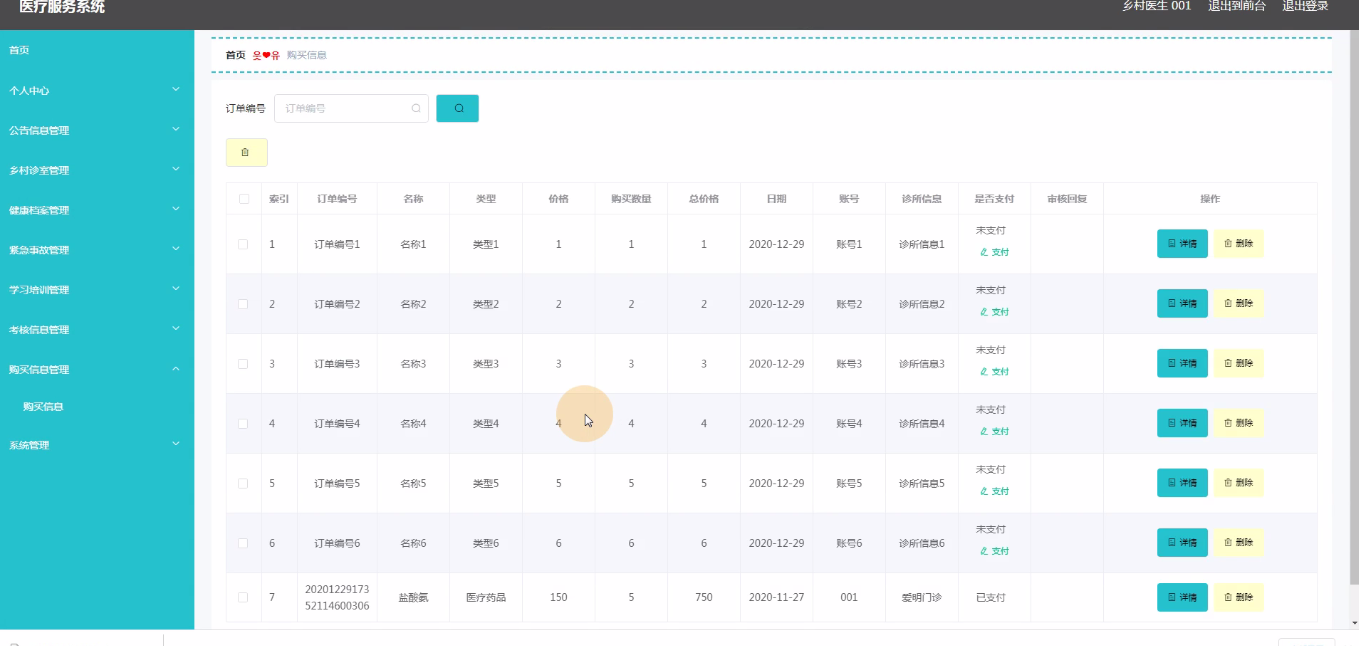 医疗服务系统
乡村医生 001 退出到前台 退出登录
首页
个人中心
公告信息管理
乡村诊室管理
健康档案管理
紧急事故管理
学习培训管理
考核信息管理
购买信息管理
购买信息
系统管理
首页 웃❤유 购买信息
订单编号 订单编号
索引 订单编号 名称 类型 价格 购买数量 总价格 日期 账号 诊所信息 是否支付 审核回复 操作
1 订单编号1 名称1 类型1 1 1 1 2020-12-29 账号1 诊所信息1 未支付 支付 详情 删除
2 订单编号2 名称2 类型2 2 2 2 2020-12-29 账号2 诊所信息2 未支付 支付 详情 删除
3 订单编号3 名称3 类型3 3 3 3 2020-12-29 账号3 诊所信息3 未支付 支付 详情 删除
4 订单编号4 名称4 类型4 4 4 4 2020-12-29 账号4 诊所信息4 未支付 支付 详情 删除
5 订单编号5 名称5 类型5 5 5 5 2020-12-29 账号5 诊所信息5 未支付 支付 详情 删除
6 订单编号6 名称6 类型6 6 6 6 2020-12-29 账号6 诊所信息6 未支付 支付 详情 删除
7 20201229173 52114600306 盐酸氨 医疗药品 150 5 750 2020-11-27 001 爱明门诊 已支付 详情 删除